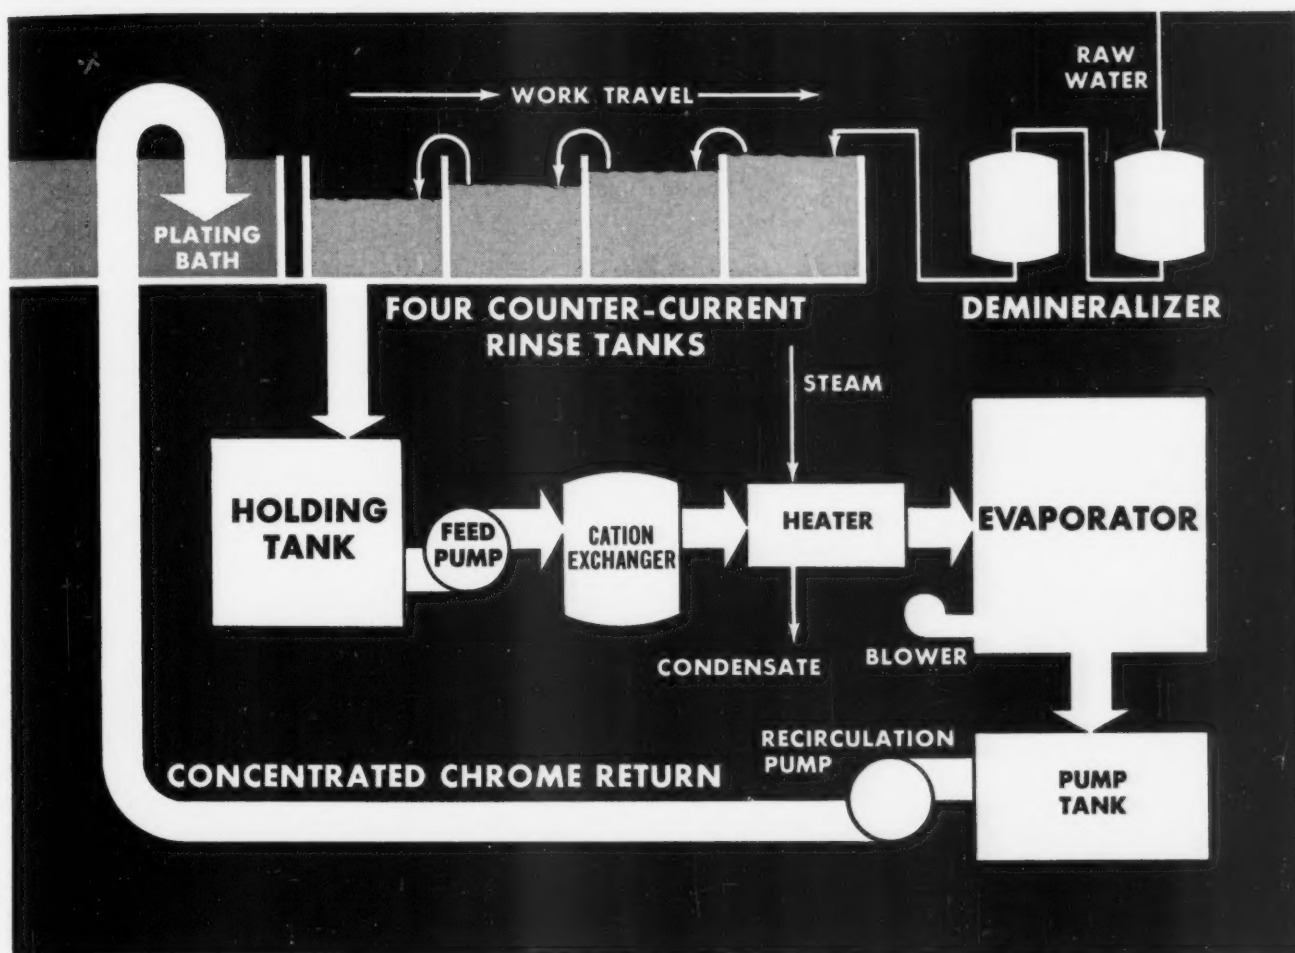 RAW
WATER
WORK TRAVEL
PLATING
BATH
FOUR COUNTER-CURRENT
RINSE TANKS
DEMINERALIZER
STEAM
HOLDING
TANK
FEED
PUMP
CATION
EXCHANGER
HEATER
EVAPORATOR
CONDENSATE
BLOWER
RECIRCULATION
PUMP
CONCENTRATED CHROME RETURN
PUMP
TANK